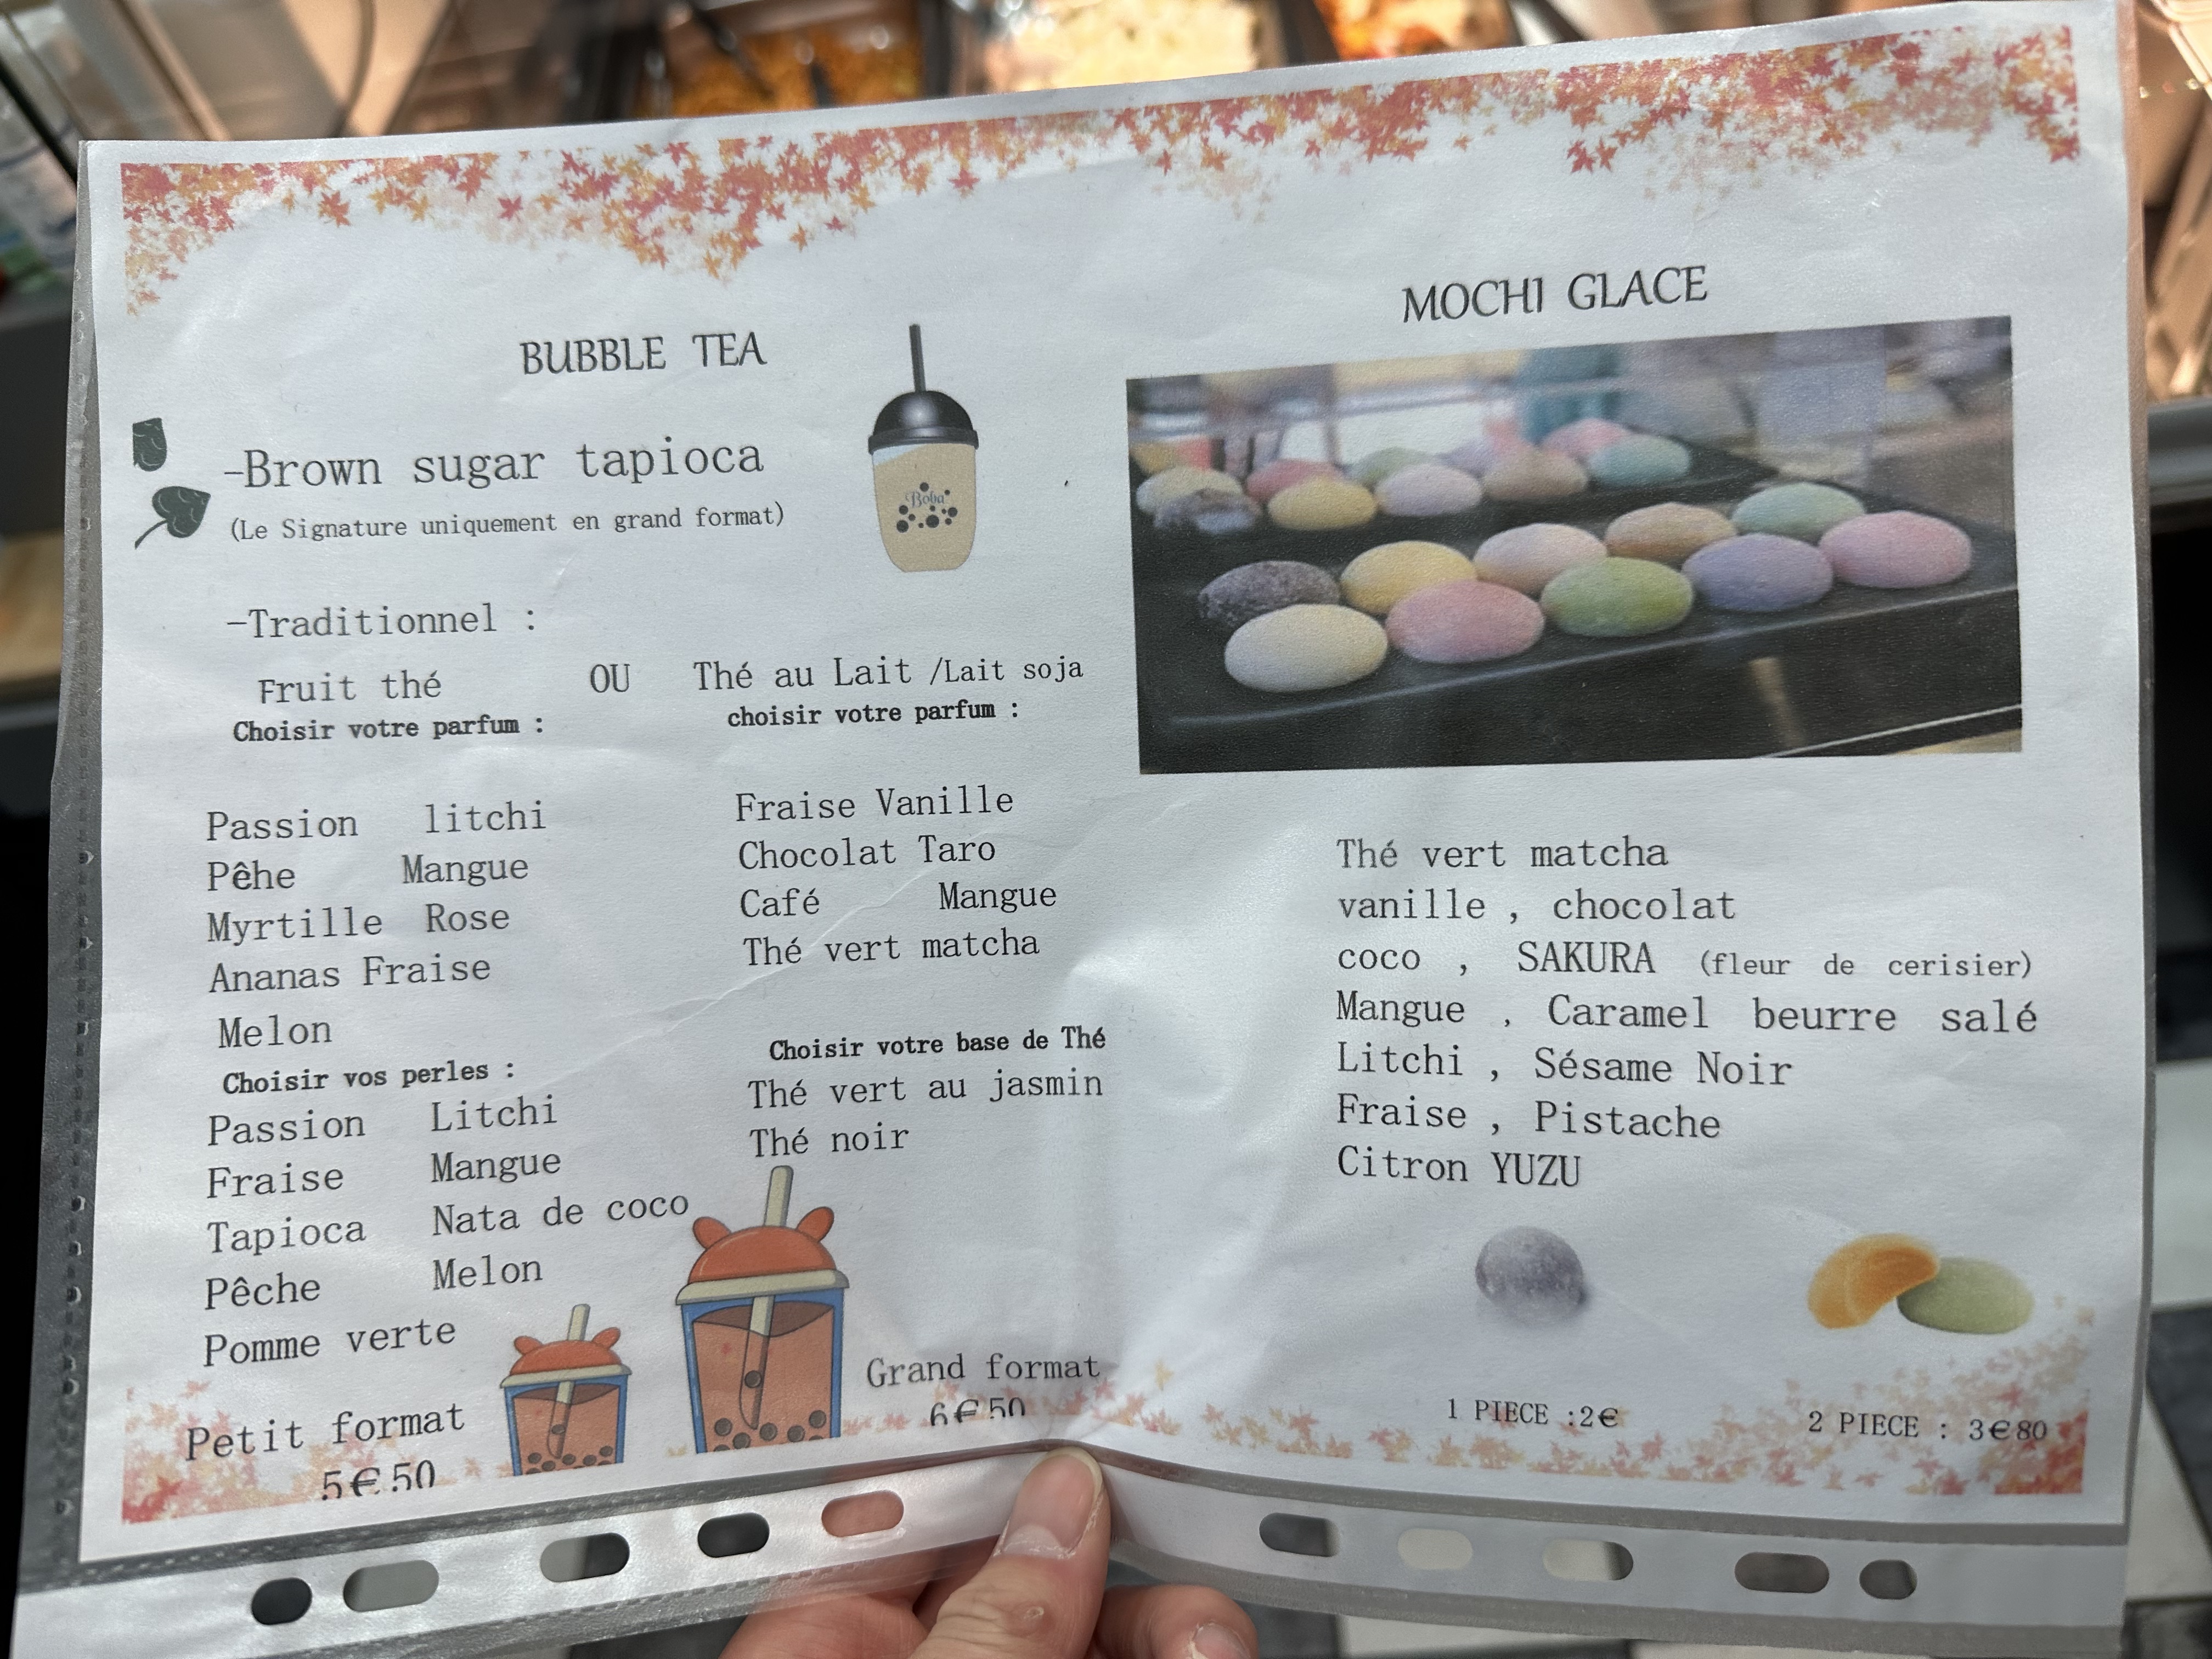 BUBBLE TEA
-Brown sugar tapioca
(Le Signature uniquement en grand format)
Boba
-Traditionnel :
Fruit thé OU Thé au Lait /Lait soja
Choisir votre parfum :
Passion litchi
Pêhe Mangue
Myrtille Rose
Ananas Fraise
Melon
Choisir vos perles :
Passion Litchi
Fraise Mangue
Tapioca Nata de coco
Pêche Melon
Pomme verte
Petit format
5€50
choisir votre parfum :
Fraise Vanille
Chocolat Taro
Café Mangue
Thé vert matcha
Choisir votre base de Thé
Thé vert au jasmin
Thé noir
Grand format
6€50
MOCHI GLACE
Thé vert matcha
vanille , chocolat
coco , SAKURA (fleur de cerisier)
Mangue , Caramel beurre salé
Litchi , Sésame Noir
Fraise , Pistache
Citron YUZU
1 PIECE :2€
2 PIECE : 3€80